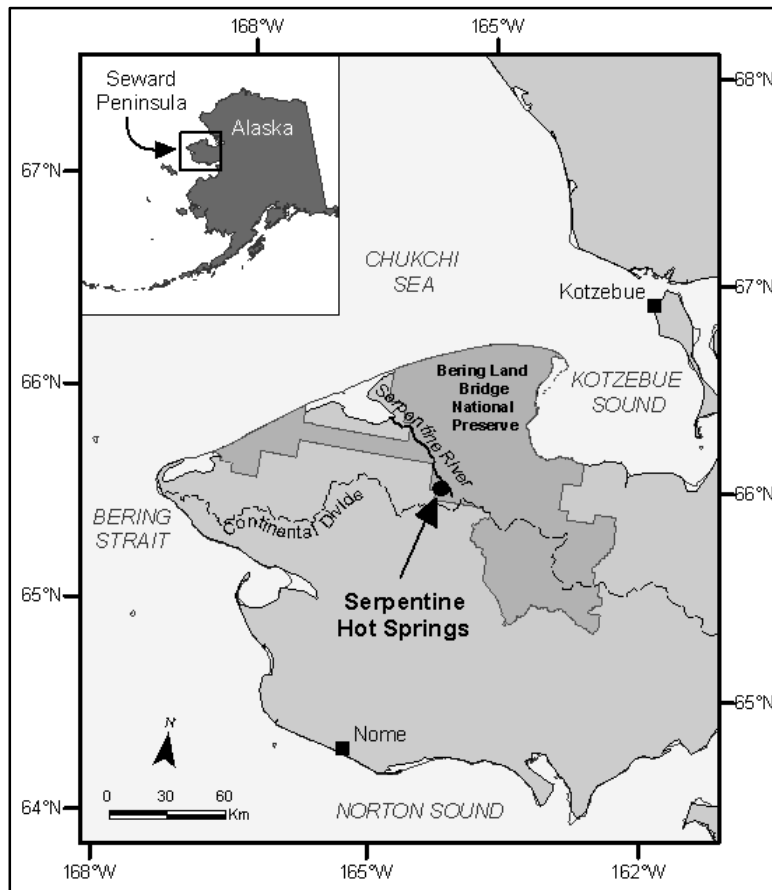 168°W
165°W
Seward
Peninsula
Alaska
68°N
67°N
CHUKCHI
SEA
67°N
Kotzebue
66°N
Bering Land
Bridge
National
Preserve
KOTZEBUE
SOUND
Serpentine River
66°N
BERING
STRAIT
Continental Divide
65°N
Serpentine
Hot Springs
65°N
N
Nome
0 30 60
Km
64°N
NORTON SOUND
168°W
165°W
162°W